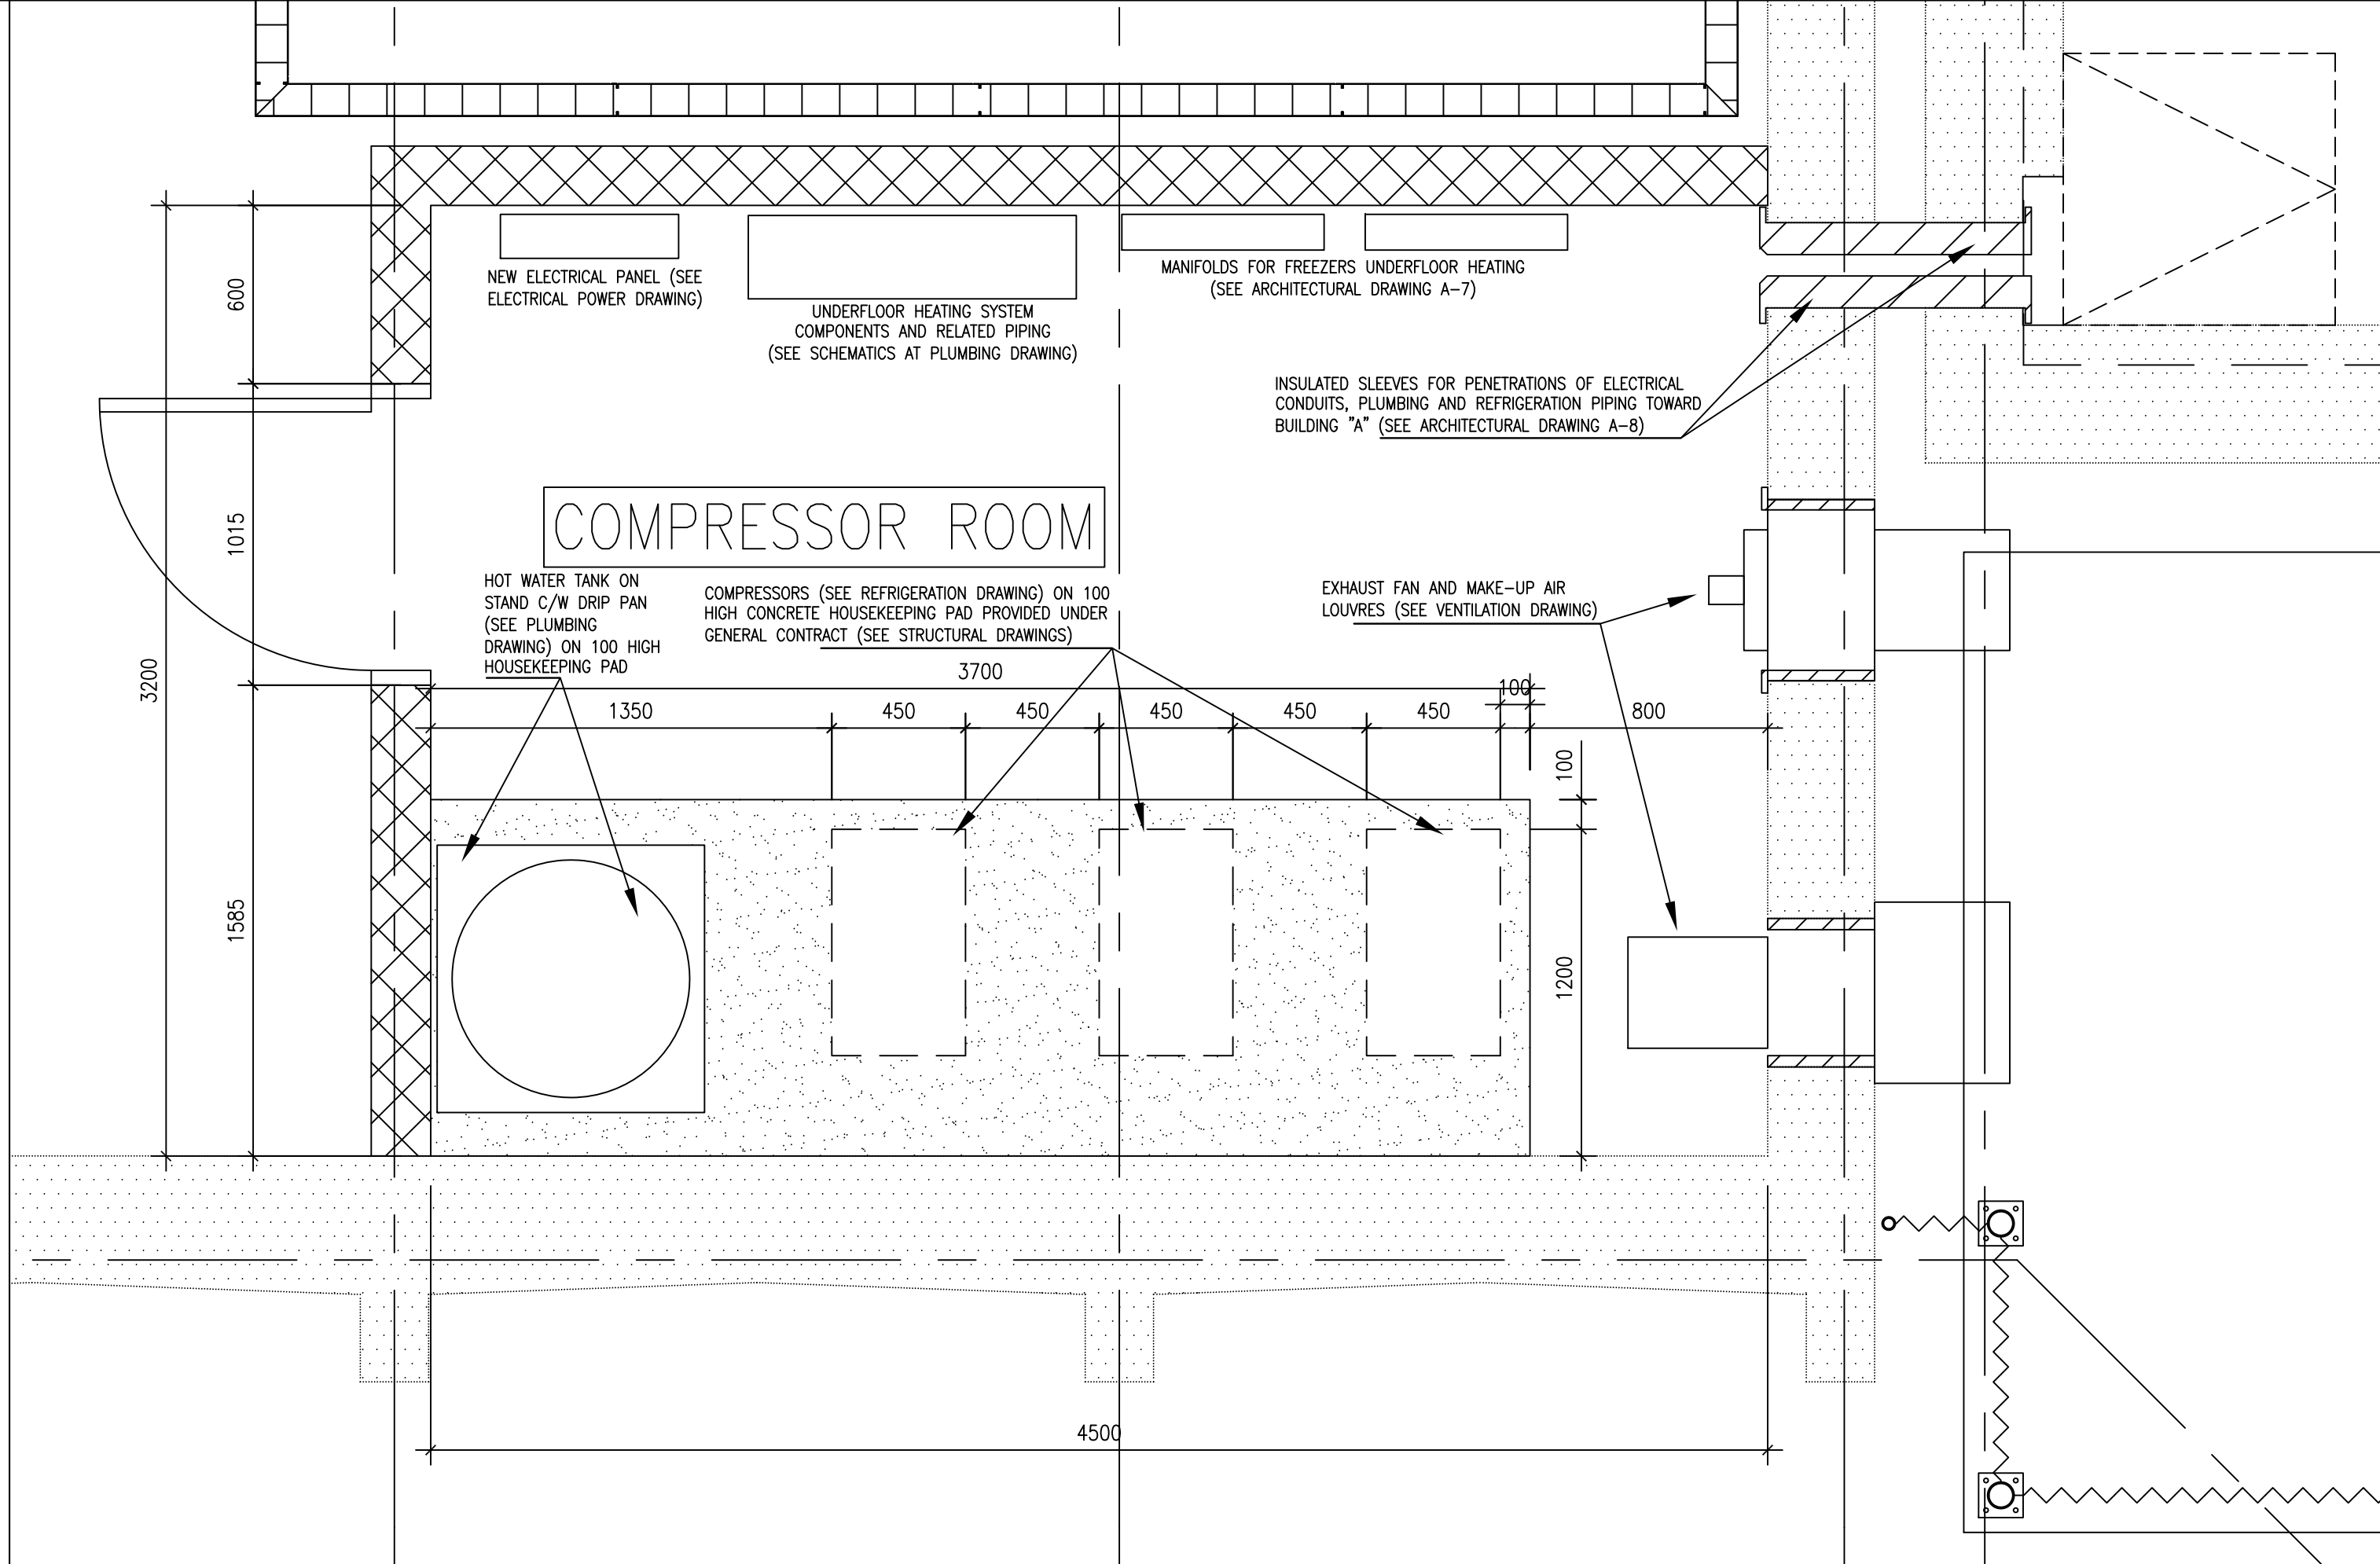 NEW ELECTRICAL PANEL (SEE
ELECTRICAL POWER DRAWING)
UNDERFLOOR HEATING SYSTEM
COMPONENTS AND RELATED PIPING
(SEE SCHEMATICS AT PLUMBING DRAWING)
MANIFOLDS FOR FREEZERS UNDERFLOOR HEATING
(SEE ARCHITECTURAL DRAWING A-7)
INSULATED SLEEVES FOR PENETRATIONS OF ELECTRICAL
CONDUITS, PLUMBING AND REFRIGERATION PIPING TOWARD
BUILDING "A" (SEE ARCHITECTURAL DRAWING A-8)
600
1015
3200
1585
COMPRESSOR ROOM
HOT WATER TANK ON
STAND C/W DRIP PAN
(SEE PLUMBING
DRAWING) ON 100 HIGH
HOUSEKEEPING PAD
COMPRESSORS (SEE REFRIGERATION DRAWING) ON 100
HIGH CONCRETE HOUSEKEEPING PAD PROVIDED UNDER
GENERAL CONTRACT (SEE STRUCTURAL DRAWINGS)
EXHAUST FAN AND MAKE-UP AIR
LOUVRES (SEE VENTILATION DRAWING)
3700
100
1350
450
450
450
450
450
800
100
1200
4500